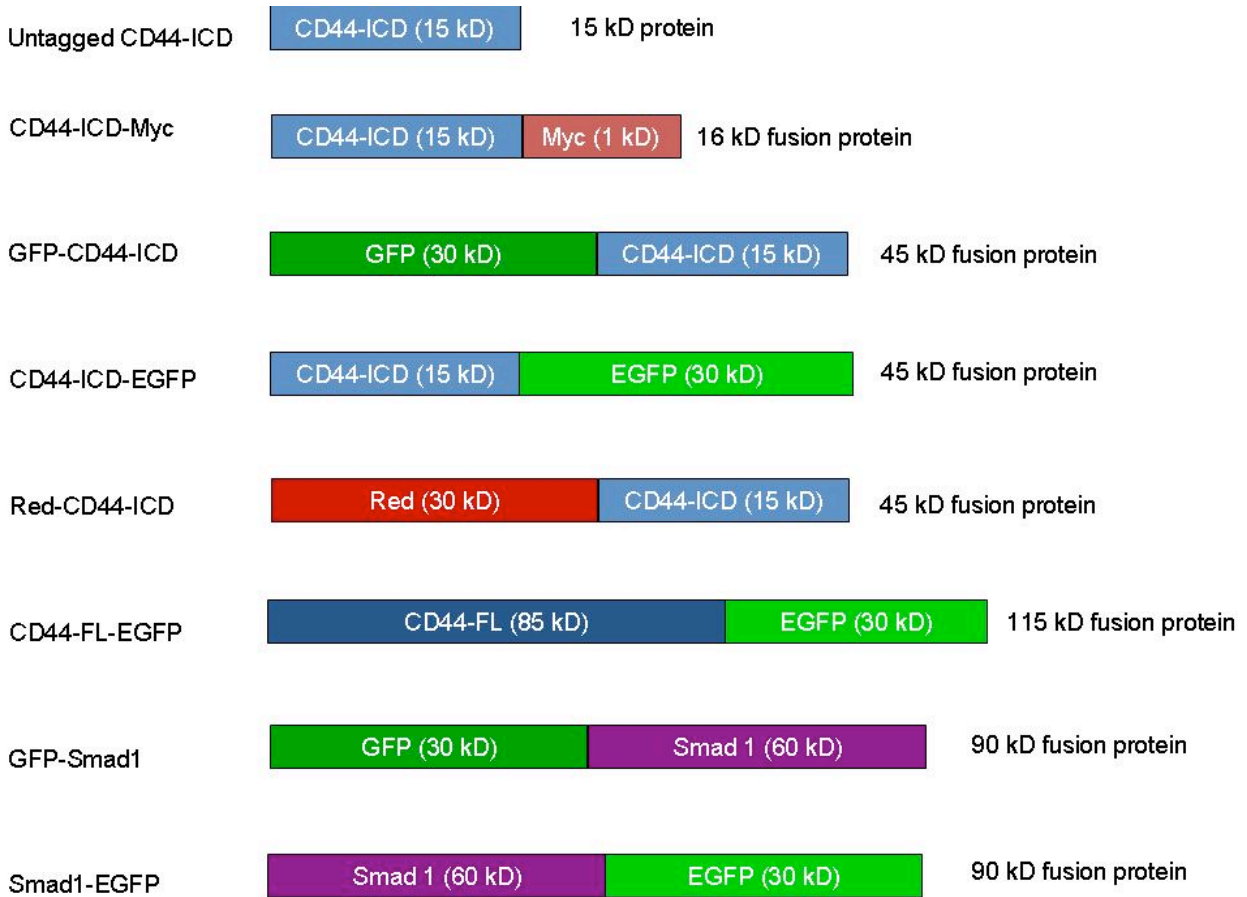 Untagged CD44-ICD CD44-ICD (15 kD) 15 kD protein
CD44-ICD-Myc CD44-ICD (15 kD) Myc (1 kD) 16 kD fusion protein
GFP-CD44-ICD GFP (30 kD) CD44-ICD (15 kD) 45 kD fusion protein
CD44-ICD-EGFP CD44-ICD (15 kD) EGFP (30 kD) 45 kD fusion protein
Red-CD44-ICD Red (30 kD) CD44-ICD (15 kD) 45 kD fusion protein
CD44-FL-EGFP CD44-FL (85 kD) EGFP (30 kD) 115 kD fusion protein
GFP-Smad1 GFP (30 kD) Smad 1 (60 kD) 90 kD fusion protein
Smad1-EGFP Smad 1 (60 kD) EGFP (30 kD) 90 kD fusion protein